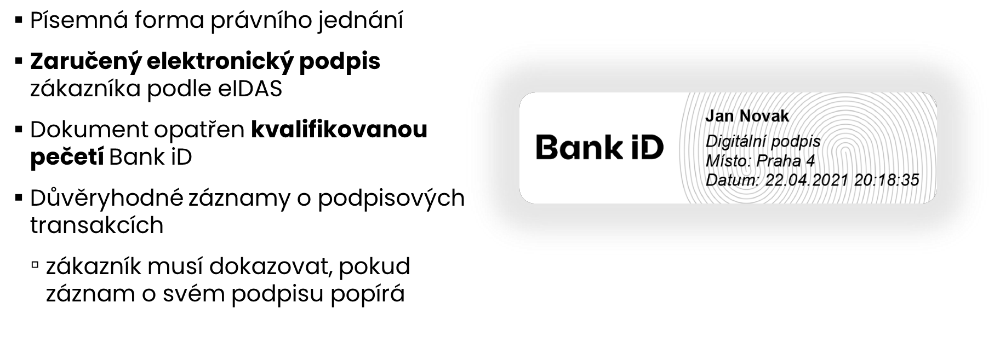 ▪ Písemná forma právního jednání
▪ Zaručený elektronický podpis
zákazníka podle eIDAS
▪ Dokument opatřen kvalifikovanou
pečetí Bank iD
▪ Důvěryhodné záznamy o podpisových
transakcích
▫ zákazník musí dokazovat, pokud
záznam o svém podpisu popírá
Bank iD
Jan Novak
Digitální podpis
Místo: Praha 4
Datum: 22.04.2021 20:18:35